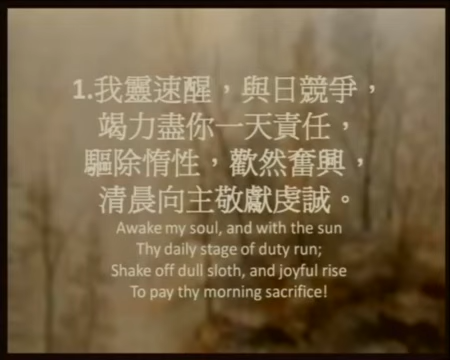 1.我靈速醒，與日競爭，
竭力盡你一天責任，
驅除惰性，歡然奮興，
清晨向主敬獻虔誠。
Awake my soul, and with the sun
Thy daily stage of duty run;
Shake off dull sloth, and joyful rise
To pay thy morning sacrifice!